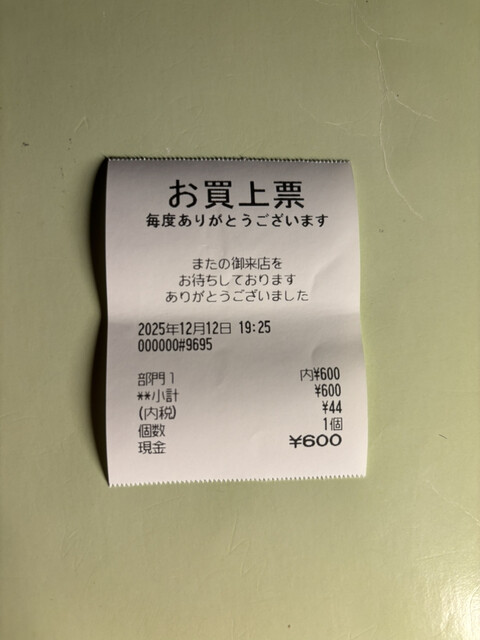 お買上票
毎度ありがとうございます
またの御来店を
お待ちしております
ありがとうございました
2025年12月12日 19:25
000000#9695
部門1 内¥600
**小計 ¥600
(内税) ¥44
個数 1個
現金 ¥600